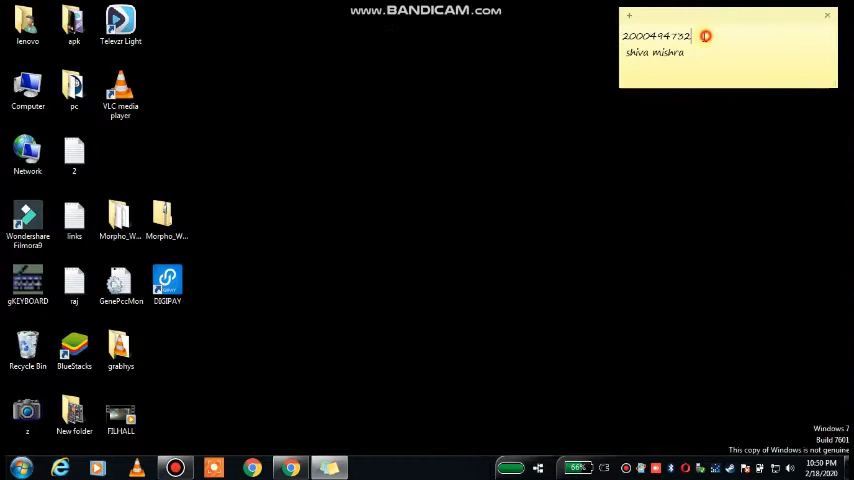 www.BANDICAM.com
2000494732
shiva mishra
lenovo
apk
Televzr Light
Computer
pc
VLC media
player
Network
2
Wondershare
Filmora9
links
Morpho_W...
Morpho_W...
gKEYBOARD
raj
GenePccMon
DIGIPAY
Recycle Bin
BlueStacks
grabhys
z
New folder
FILHALL
Windows 7
Build 7601
This copy of Windows is not genuine
66%
10:50 PM
2/18/2020